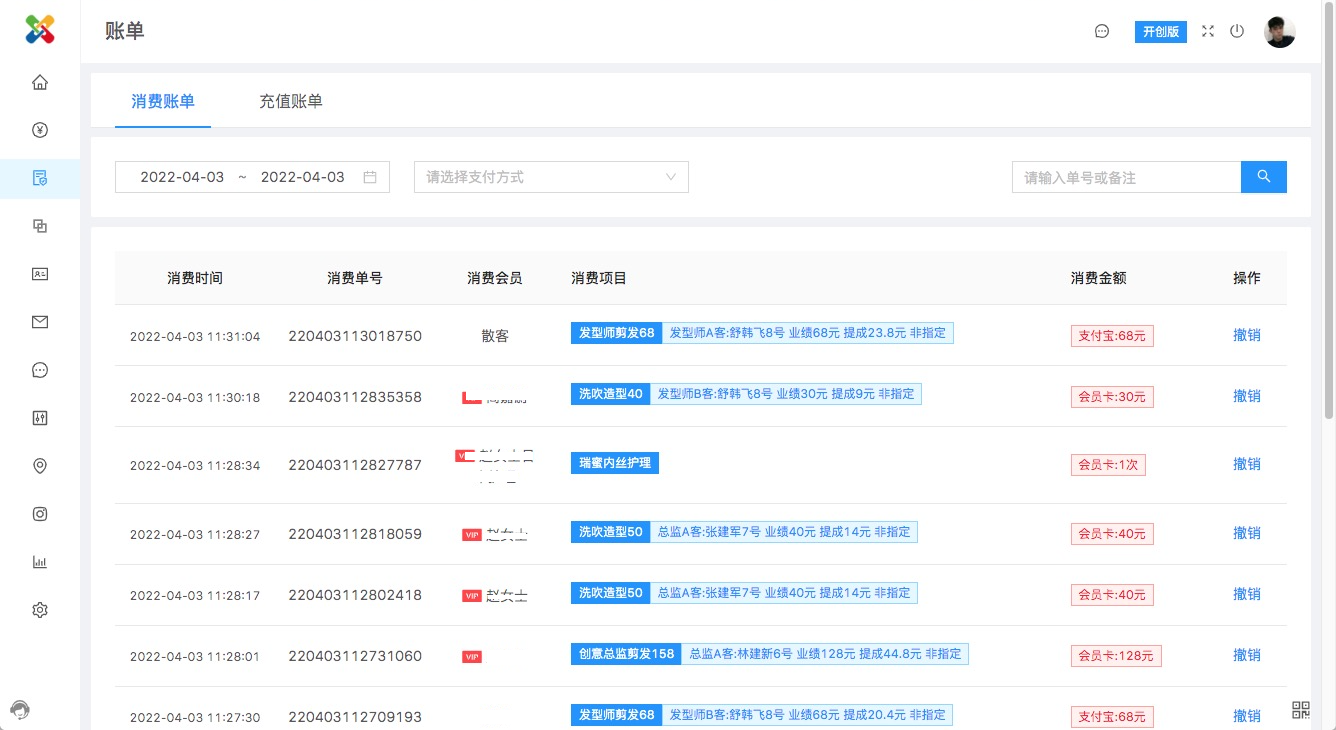 账单
开创版
消费账单 充值账单
2022-04-03 ~ 2022-04-03 请选择支付方式 请输入单号或备注
消费时间 消费单号 消费会员 消费项目 消费金额 操作
2022-04-03 11:31:04 220403113018750 散客 发型师剪发68 发型师A客:舒韩飞8号 业绩68元 提成23.8元 非指定 支付宝:68元 撤销
2022-04-03 11:30:18 220403112835358 洗吹造型40 发型师B客:舒韩飞8号 业绩30元 提成9元 非指定 会员卡:30元 撤销
2022-04-03 11:28:34 220403112827787 瑞蜜内丝护理 会员卡:1次 撤销
2022-04-03 11:28:27 220403112818059 VIP 洗吹造型50 总监A客:张建军7号 业绩40元 提成14元 非指定 会员卡:40元 撤销
2022-04-03 11:28:17 220403112802418 VIP 赵女士 洗吹造型50 总监A客:张建军7号 业绩40元 提成14元 非指定 会员卡:40元 撤销
2022-04-03 11:28:01 220403112731060 VIP 创意总监剪发158 总监A客:林建新6号 业绩128元 提成44.8元 非指定 会员卡:128元 撤销
2022-04-03 11:27:30 220403112709193 发型师剪发68 发型师B客:舒韩飞8号 业绩68元 提成20.4元 非指定 支付宝:68元 撤销